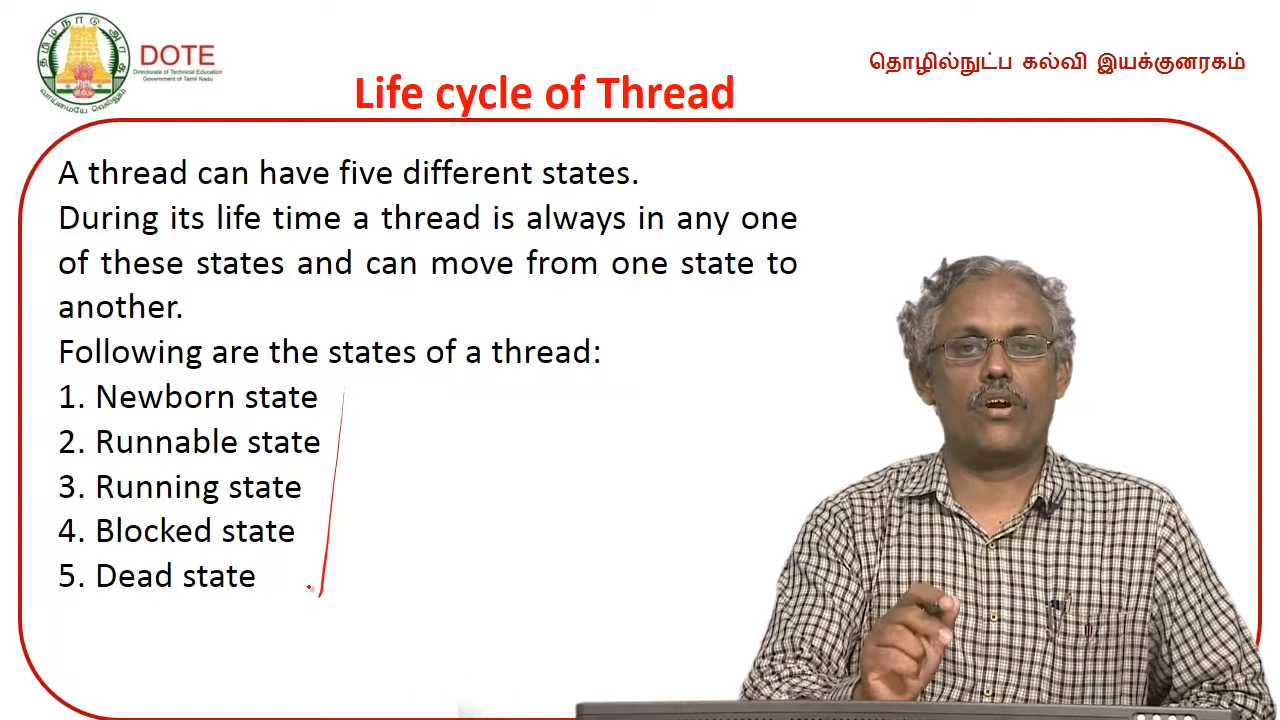 தமிழ்நாடு அரசு
வாய்மையே வெல்லும்
DOTE
Directorate of Technical Education
Government of Tamil Nadu
தொழில்நுட்ப கல்வி இயக்குனரகம்
Life cycle of Thread
A thread can have five different states.
During its life time a thread is always in any one
of these states and can move from one state to
another.
Following are the states of a thread:
1. Newborn state
2. Runnable state
3. Running state
4. Blocked state
5. Dead state